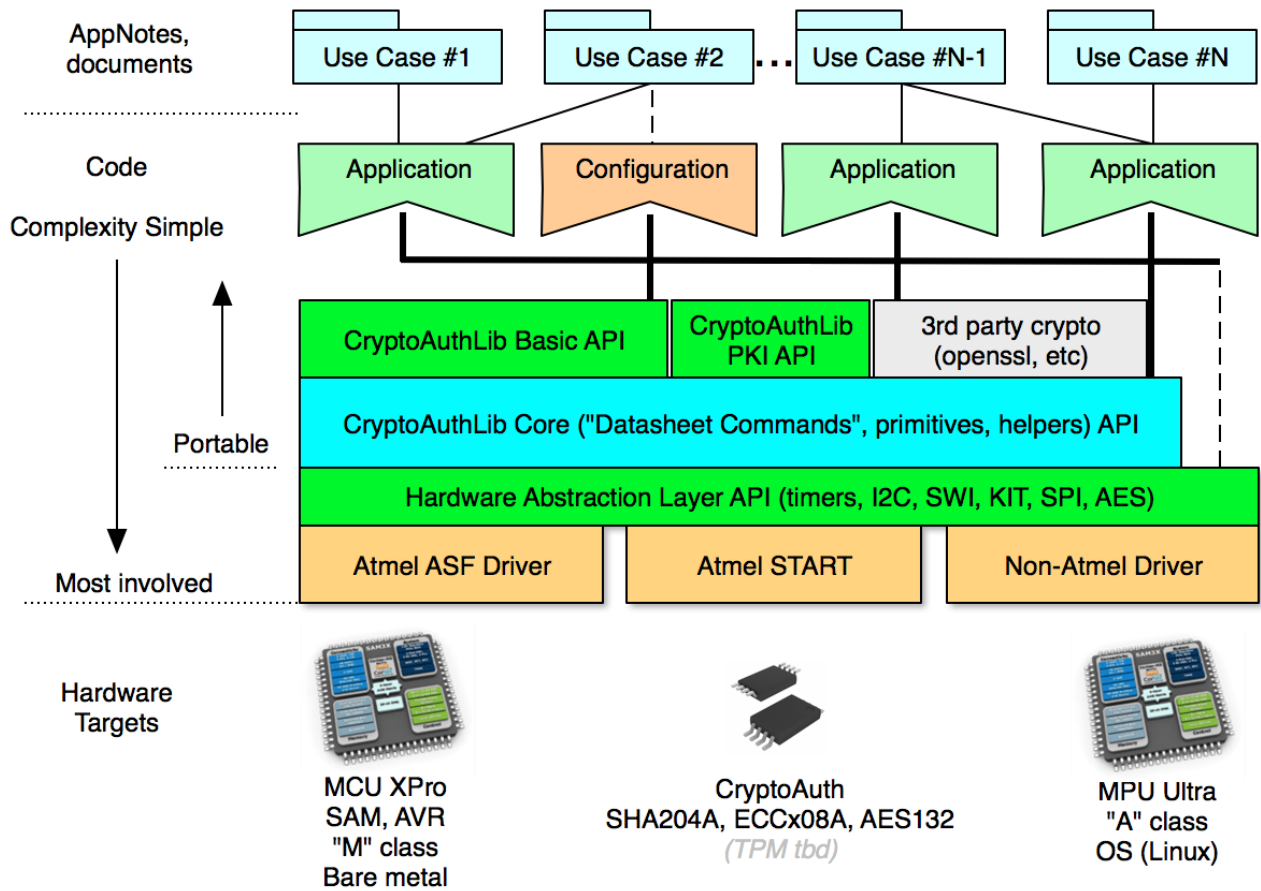 AppNotes,
documents
Use Case #1
Use Case #2
...
Use Case #N-1
Use Case #N
Code
Application
Configuration
Application
Application
Complexity Simple
CryptoAuthLib Basic API
CryptoAuthLib
PKI API
3rd party crypto
(openssl, etc)
CryptoAuthLib Core ("Datasheet Commands", primitives, helpers) API
Portable
Hardware Abstraction Layer API (timers, I2C, SWI, KIT, SPI, AES)
Atmel ASF Driver
Atmel START
Non-Atmel Driver
Most involved
Hardware
Targets
SAM3X
MCU XPro
SAM, AVR
"M" class
Bare metal
CryptoAuth
SHA204A, ECCx08A, AES132
(TPM tbd)
MPU Ultra
"A" class
OS (Linux)